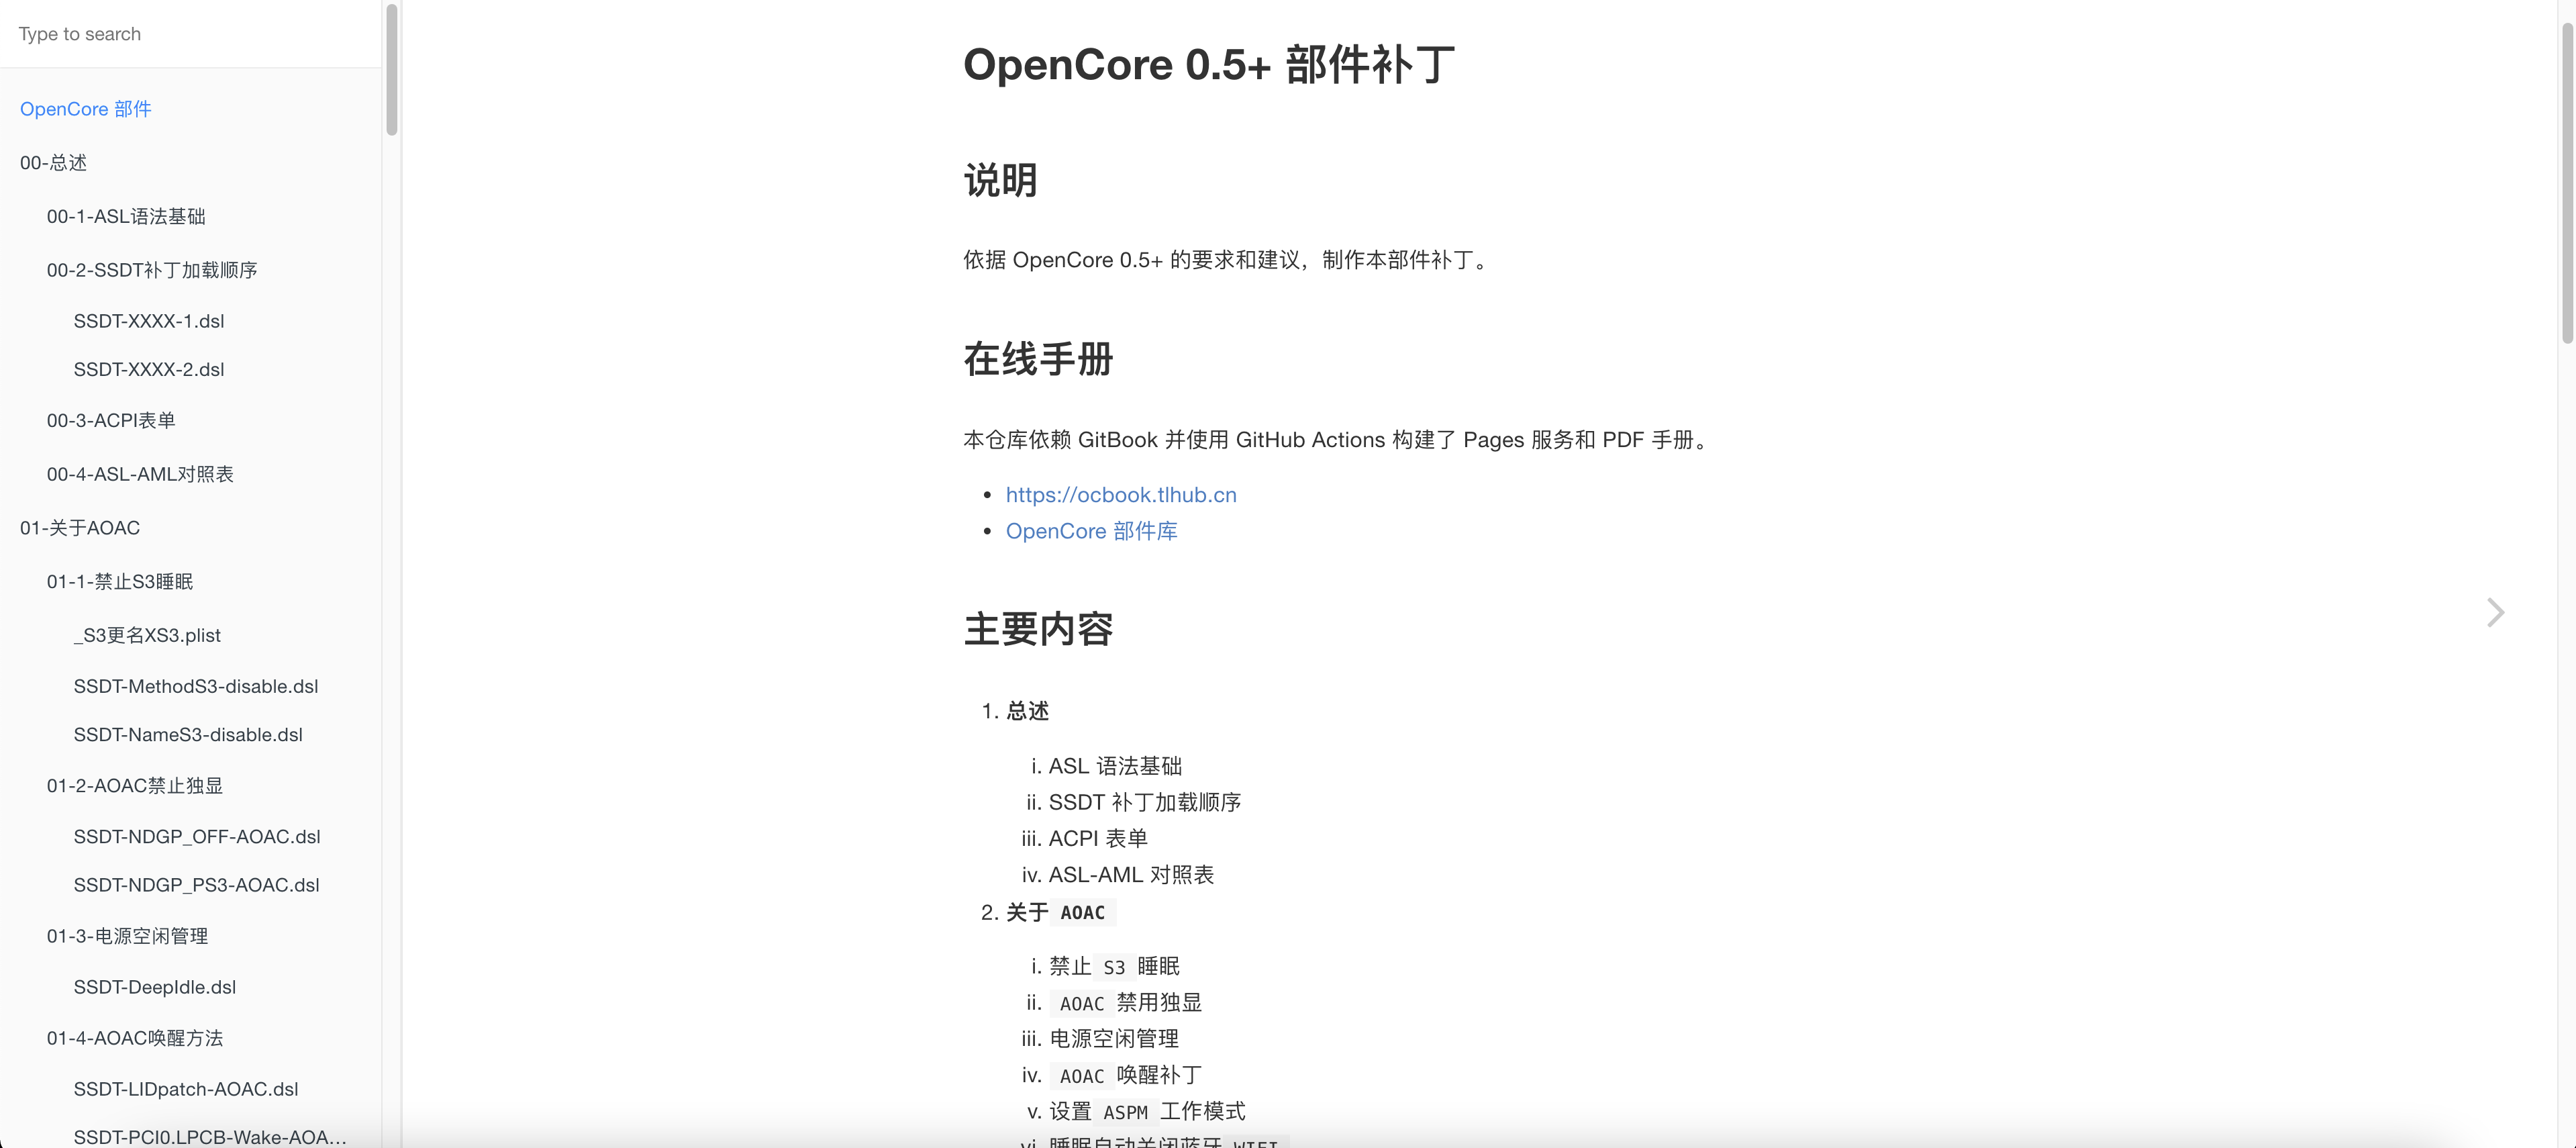 Type to search
OpenCore 部件
00-总述
00-1-ASL语法基础
00-2-SSDT补丁加载顺序
SSDT-XXXX-1.dsl
SSDT-XXXX-2.dsl
00-3-ACPI表单
00-4-ASL-AML对照表
01-关于AOAC
01-1-禁止S3睡眠
_S3更名XS3.plist
SSDT-MethodS3-disable.dsl
SSDT-NameS3-disable.dsl
01-2-AOAC禁止独显
SSDT-NDGP_OFF-AOAC.dsl
SSDT-NDGP_PS3-AOAC.dsl
01-3-电源空闲管理
SSDT-DeepIdle.dsl
01-4-AOAC唤醒方法
SSDT-LIDpatch-AOAC.dsl
SSDT-PCI0.LPCB-Wake-AOA...
OpenCore 0.5+ 部件补丁
说明
依据 OpenCore 0.5+ 的要求和建议，制作本部件补丁。
在线手册
本仓库依赖 GitBook 并使用 GitHub Actions 构建了 Pages 服务和 PDF 手册。
• https://ocbook.tlhub.cn
• OpenCore 部件库
主要内容
1. 总述
i. ASL 语法基础
ii. SSDT 补丁加载顺序
iii. ACPI 表单
iv. ASL-AML 对照表
2. 关于 AOAC
i. 禁止 S3 睡眠
ii. AOAC 禁用独显
iii. 电源空闲管理
iv. AOAC 唤醒补丁
v. 设置 ASPM 工作模式
vi. 睡眠自动关闭蓝牙 WIFI